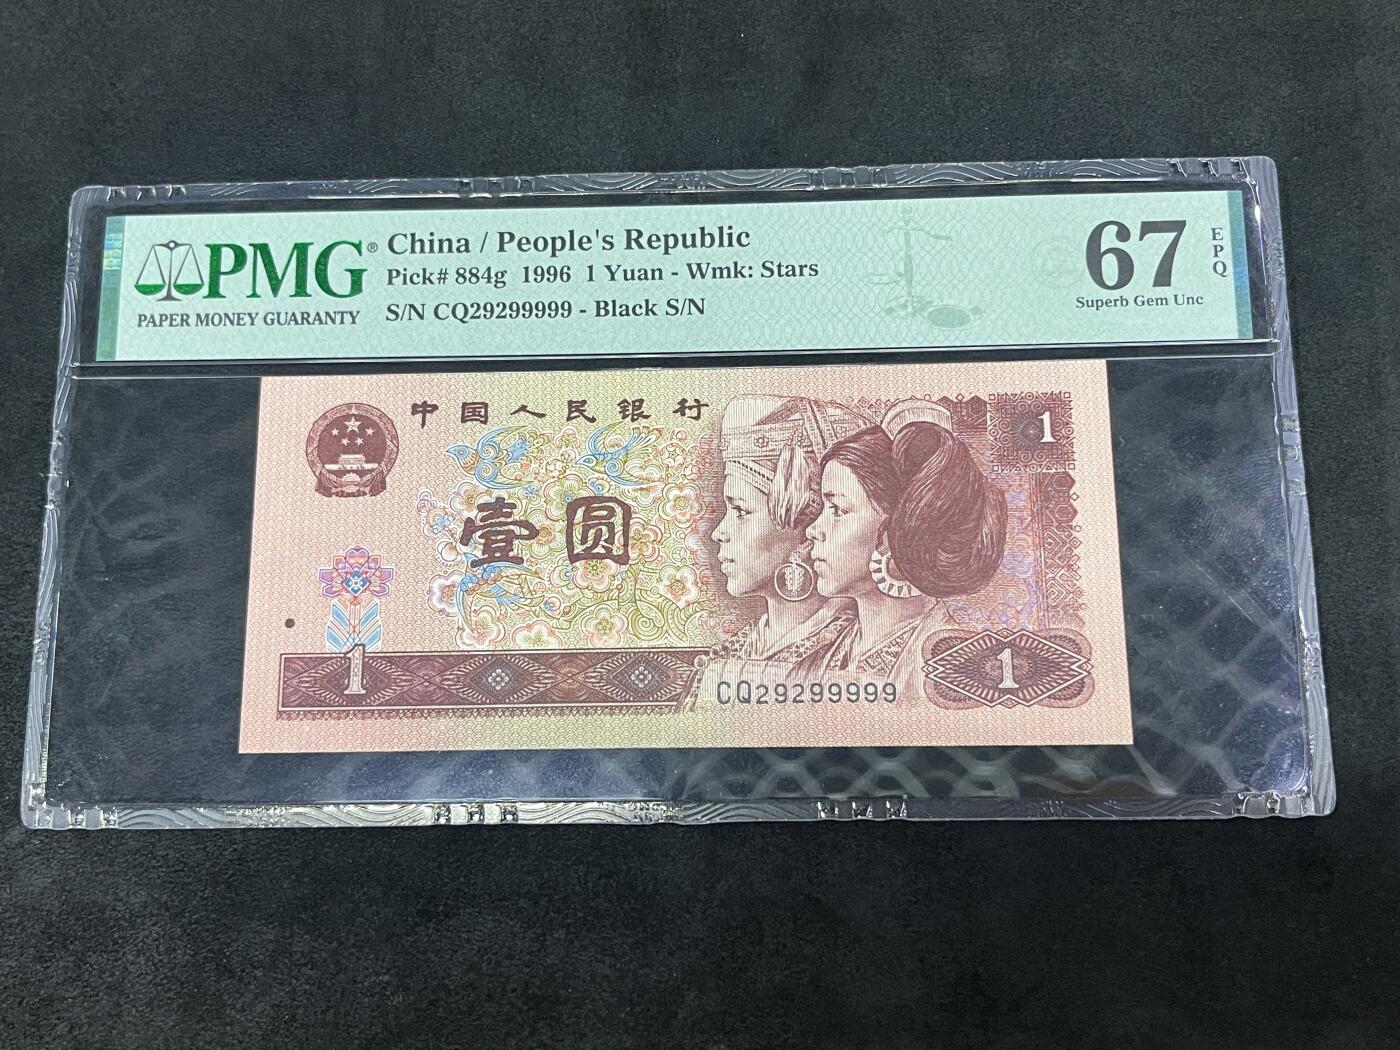 PMG®
PAPER MONEY GUARANTY
China / People's Republic
Pick# 884g 1996 1 Yuan - Wmk: Stars
S/N CQ29299999 - Black S/N
67
EPQ
Superb Gem Unc
中国人民银行
1
壹圆
1
CQ29299999
1